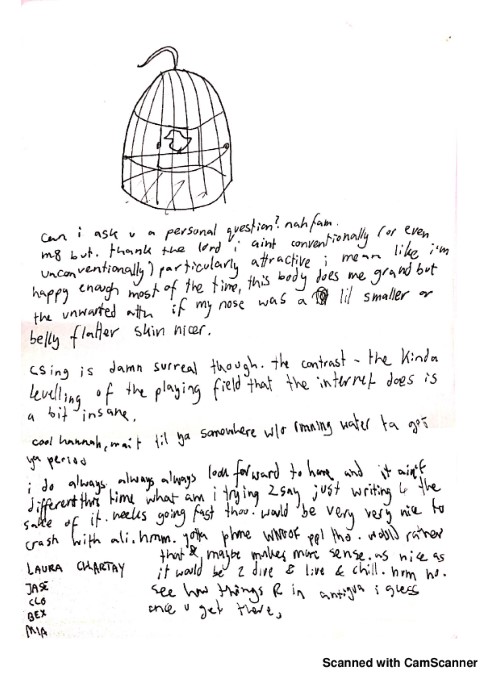 can i ask u a personal question? nah fam.
m8 but. thank the lord i aint conventionally (or even
unconventionally) particularly attractive i mean like i'm
happy enough most of the time, this body does me grand but
the unwanted attn if my nose was a lil smaller or
belly flatter skin nicer.
CSing is damn surreal though. the contrast - the kinda
levelling of the playing field that the internet does is
a bit insane.
cool hannah, wait til ya somewhere w/o running water ta get
ya period
i do always always always look forward to home and it ain't
different this time what am i trying 2 say just writing 4 the
sake of it. weeks going fast tho. would be very very nice to
crash with ali. hmm. gotta phone ppl tho. would rather
that & maybe makes more sense. as nice as
it would be 2 dive & live & chill. hrm no.
see how things R in antigua i guess
once u get there,
LAURA CHARTAY
JASE
CLO
BEX
MIA
Scanned with CamScanner